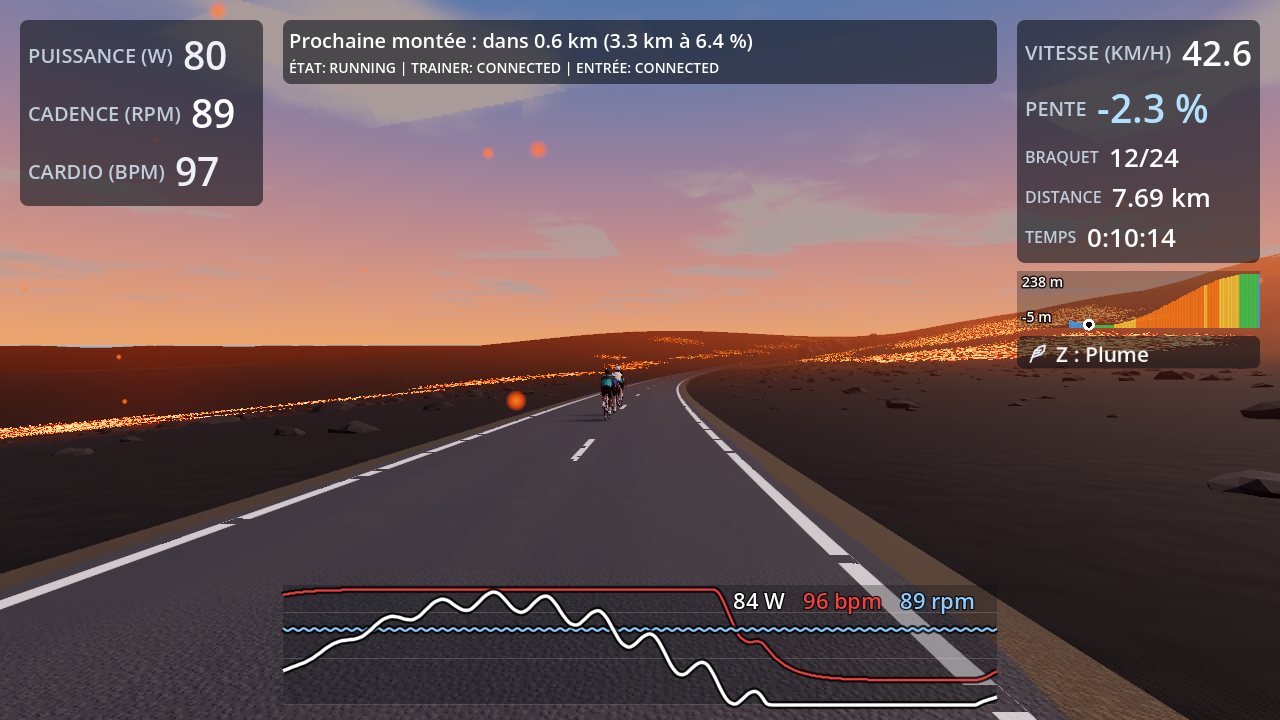 PUISSANCE (W) 80
CADENCE (RPM) 89
CARDIO (BPM) 97
Prochaine montée : dans 0.6 km (3.3 km à 6.4 %)
ÉTAT: RUNNING | TRAINER: CONNECTED | ENTRÉE: CONNECTED
VITESSE (KM/H) 42.6
PENTE -2.3 %
BRAQUET 12/24
DISTANCE 7.69 km
TEMPS 0:10:14
238 m
-5 m
Z : Plume
84 W 96 bpm 89 rpm